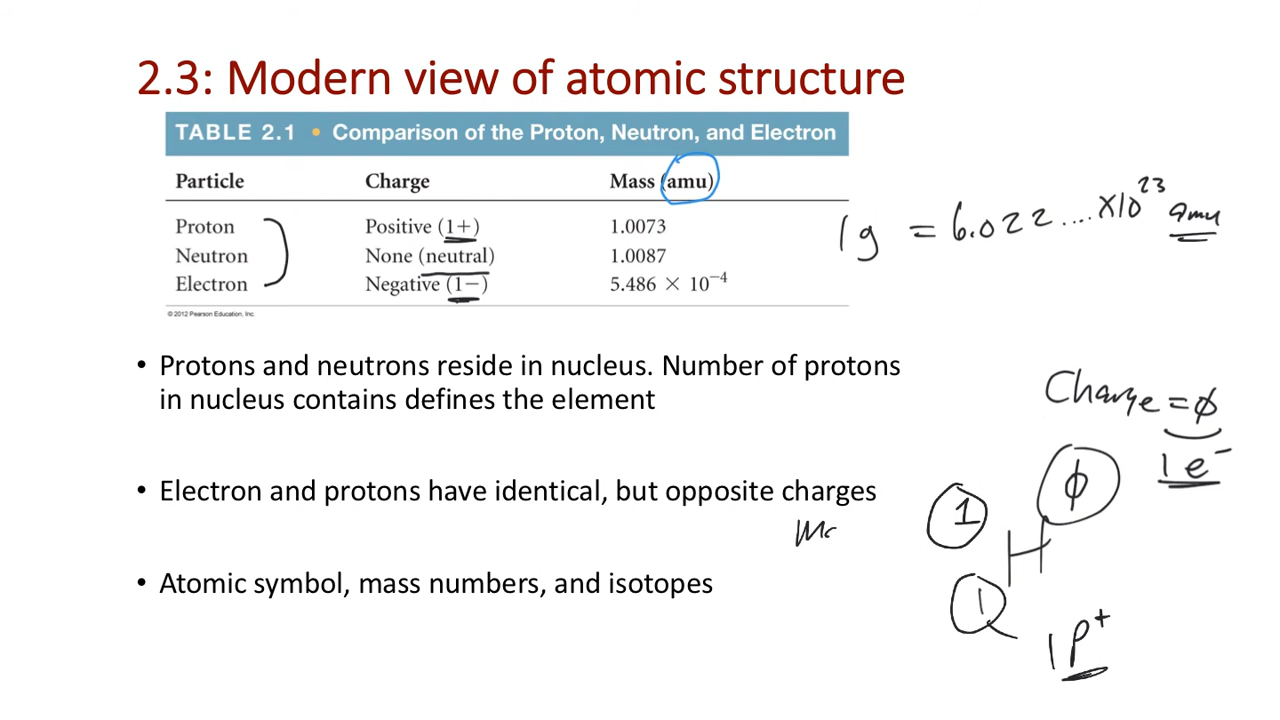 2.3: Modern view of atomic structure
TABLE 2.1 • Comparison of the Proton, Neutron, and Electron
Particle Charge Mass (amu)
Proton Positive (1+) 1.0073
Neutron None (neutral) 1.0087
Electron Negative (1−) 5.486 × 10⁻⁴
© 2012 Pearson Education, Inc.
1g = 6.022....×10²³ amu
• Protons and neutrons reside in nucleus. Number of protons
in nucleus contains defines the element
Charge = ϕ
1 e⁻
• Electron and protons have identical, but opposite charges
1 H ϕ
1
• Atomic symbol, mass numbers, and isotopes
1 P⁺